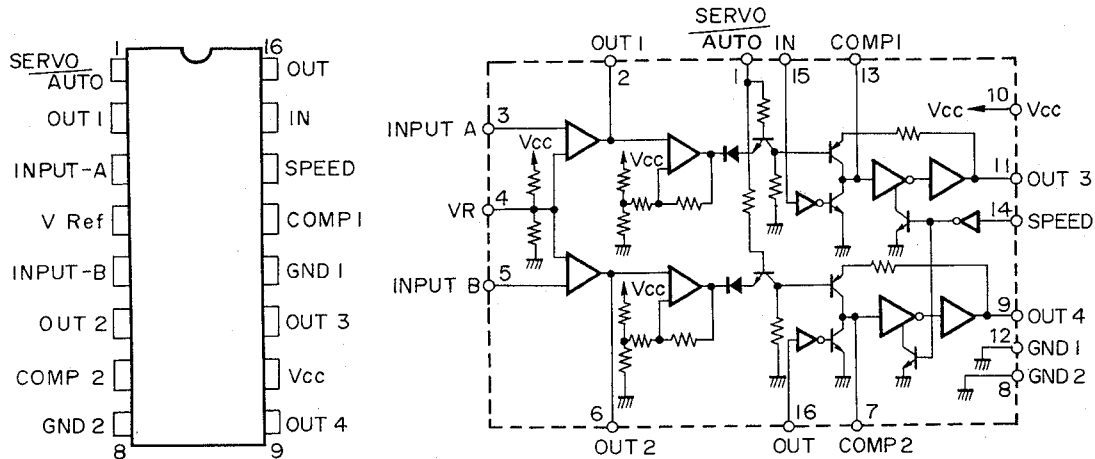 1
16
SERVO
AUTO
OUT
OUT 1
IN
INPUT-A
SPEED
V Ref
COMP1
INPUT-B
GND 1
OUT 2
OUT 3
COMP 2
Vcc
GND 2
OUT 4
8
9
SERVO
OUT 1
AUTO
IN
COMP1
2
1
15
13
10
Vcc
Vcc
3
INPUT A
Vcc
Vcc
11
OUT 3
4
VR
14
SPEED
5
INPUT B
Vcc
9
OUT 4
12
GND 1
8
GND 2
6
16
7
OUT 2
OUT
COMP 2